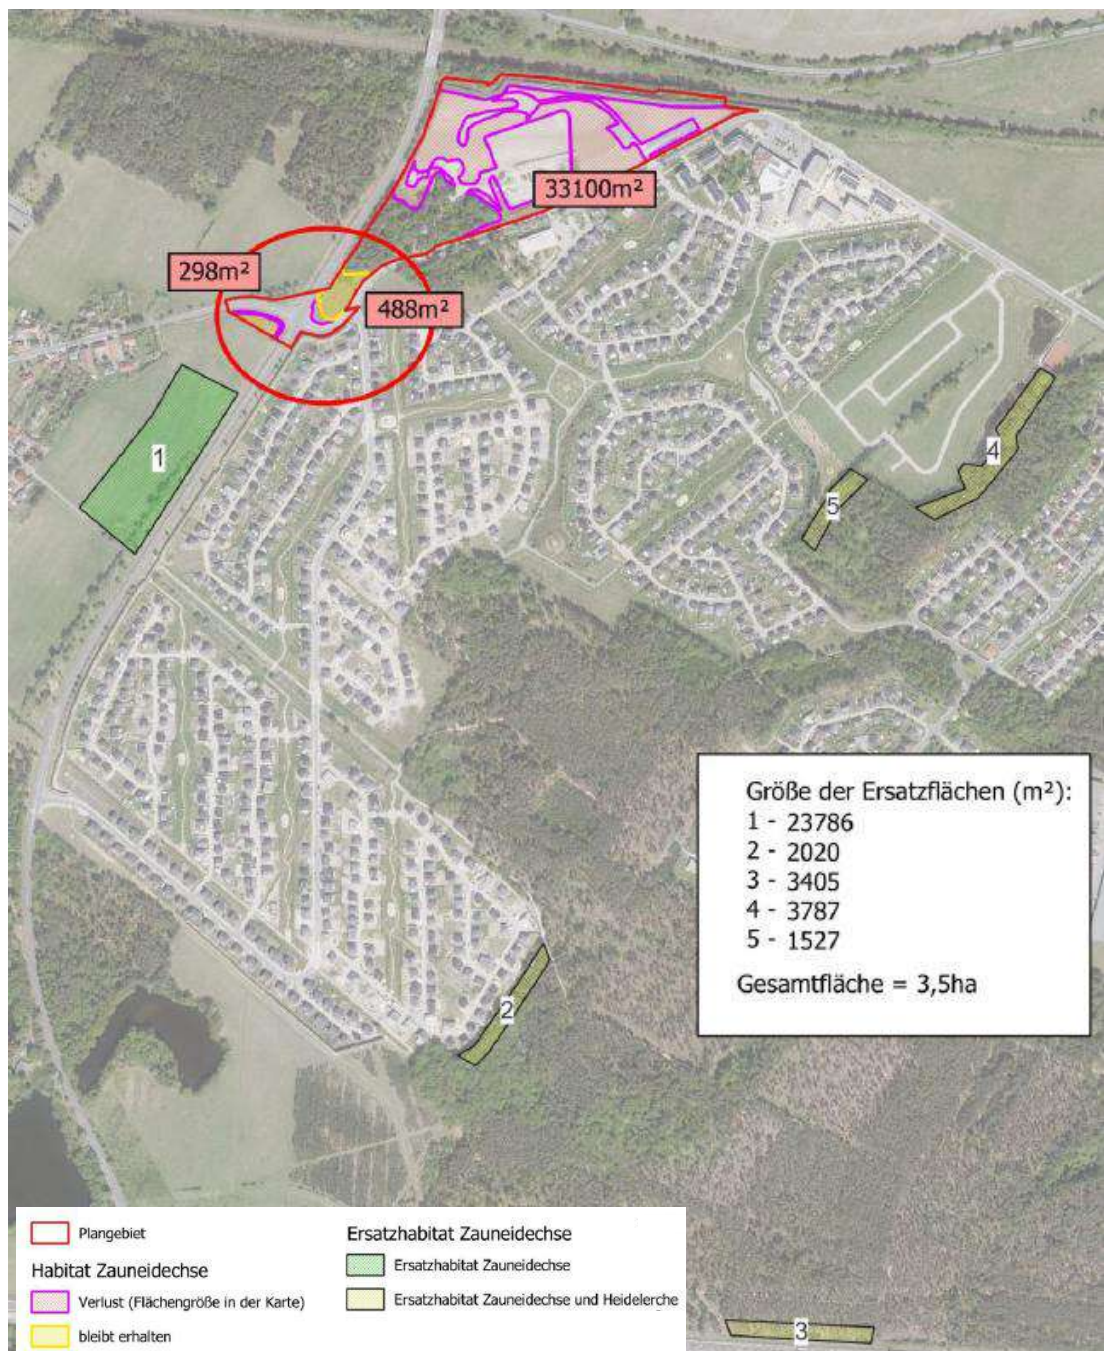 33100m²
298m²
488m²
1
4
5
Größe der Ersatzflächen (m²):
1 - 23786
2 - 2020
3 - 3405
4 - 3787
5 - 1527
Gesamtfläche = 3,5ha
2
3
Plangebiet
Habitat Zauneidechse
Verlust (Flächengröße in der Karte)
bleibt erhalten
Ersatzhabitat Zauneidechse
Ersatzhabitat Zauneidechse
Ersatzhabitat Zauneidechse und Heidelerche